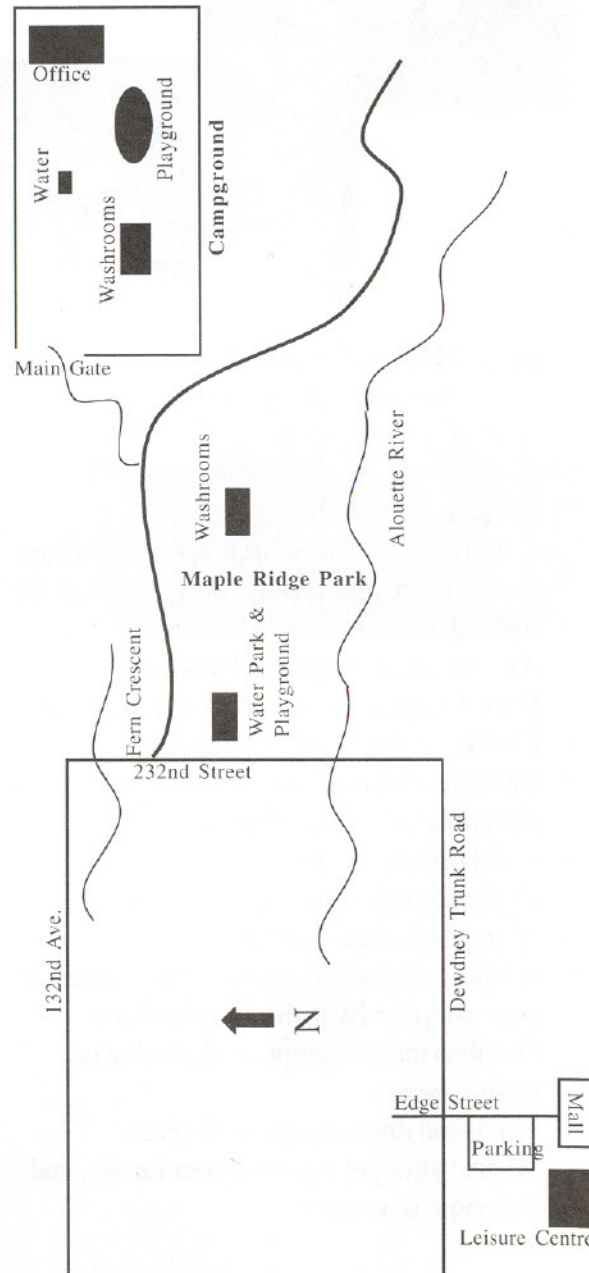 Office
Playground
Water
Washrooms
Campground
Main Gate
Washrooms
Alouette River
Maple Ridge Park
Fern Crescent
Water Park &
Playground
232nd Street
132nd Ave.
Dewdney Trunk Road
N
Edge Street
Mall
Parking
Leisure Centre